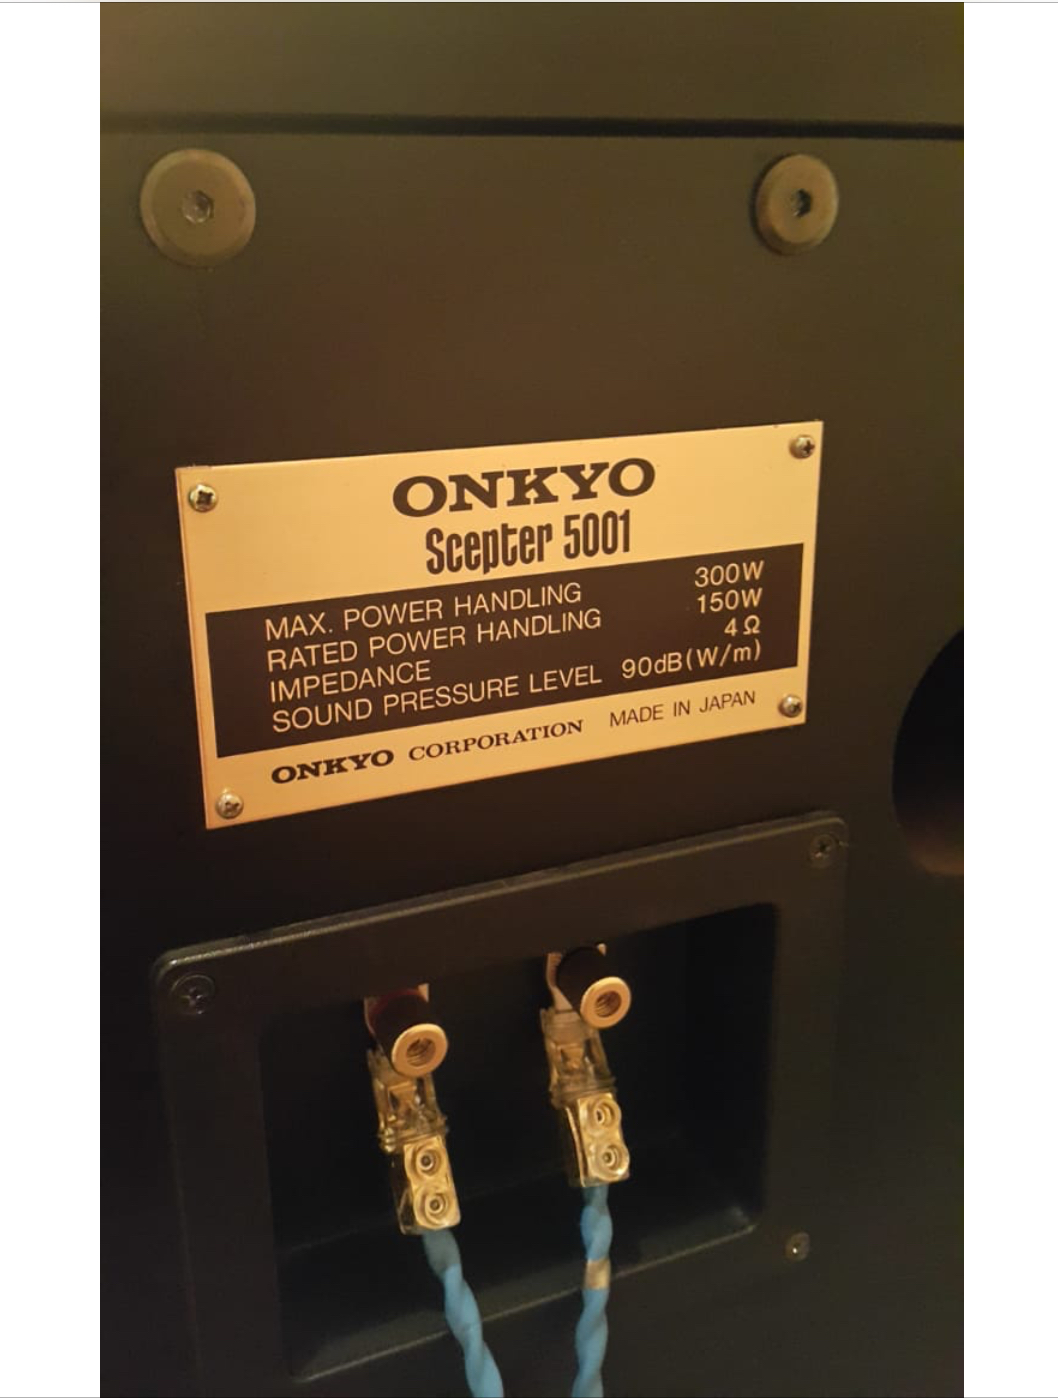 ONKYO
Scepter 5001
MAX. POWER HANDLING 300W
RATED POWER HANDLING 150W
IMPEDANCE 4Ω
SOUND PRESSURE LEVEL 90dB(W/m)
ONKYO CORPORATION MADE IN JAPAN